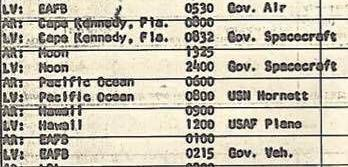 LV: EAFB 0530 Gov. Air
AR: Cape Kennedy, Fla. 0800
LV: Cape Kennedy, Fla. 0832 Gov. Spacecraft
AR: Moon 1925
LV: Moon 2400 Gov. Spacecraft
AR: Pacific Ocean 0600
LV: Pacific Ocean 0800 USN Hornett
AR: Hawaii 0900
LV: Hawaii 1200 USAF Plane
AR: EAFB 0100
LV: EAFB 0215 Gov. Veh.